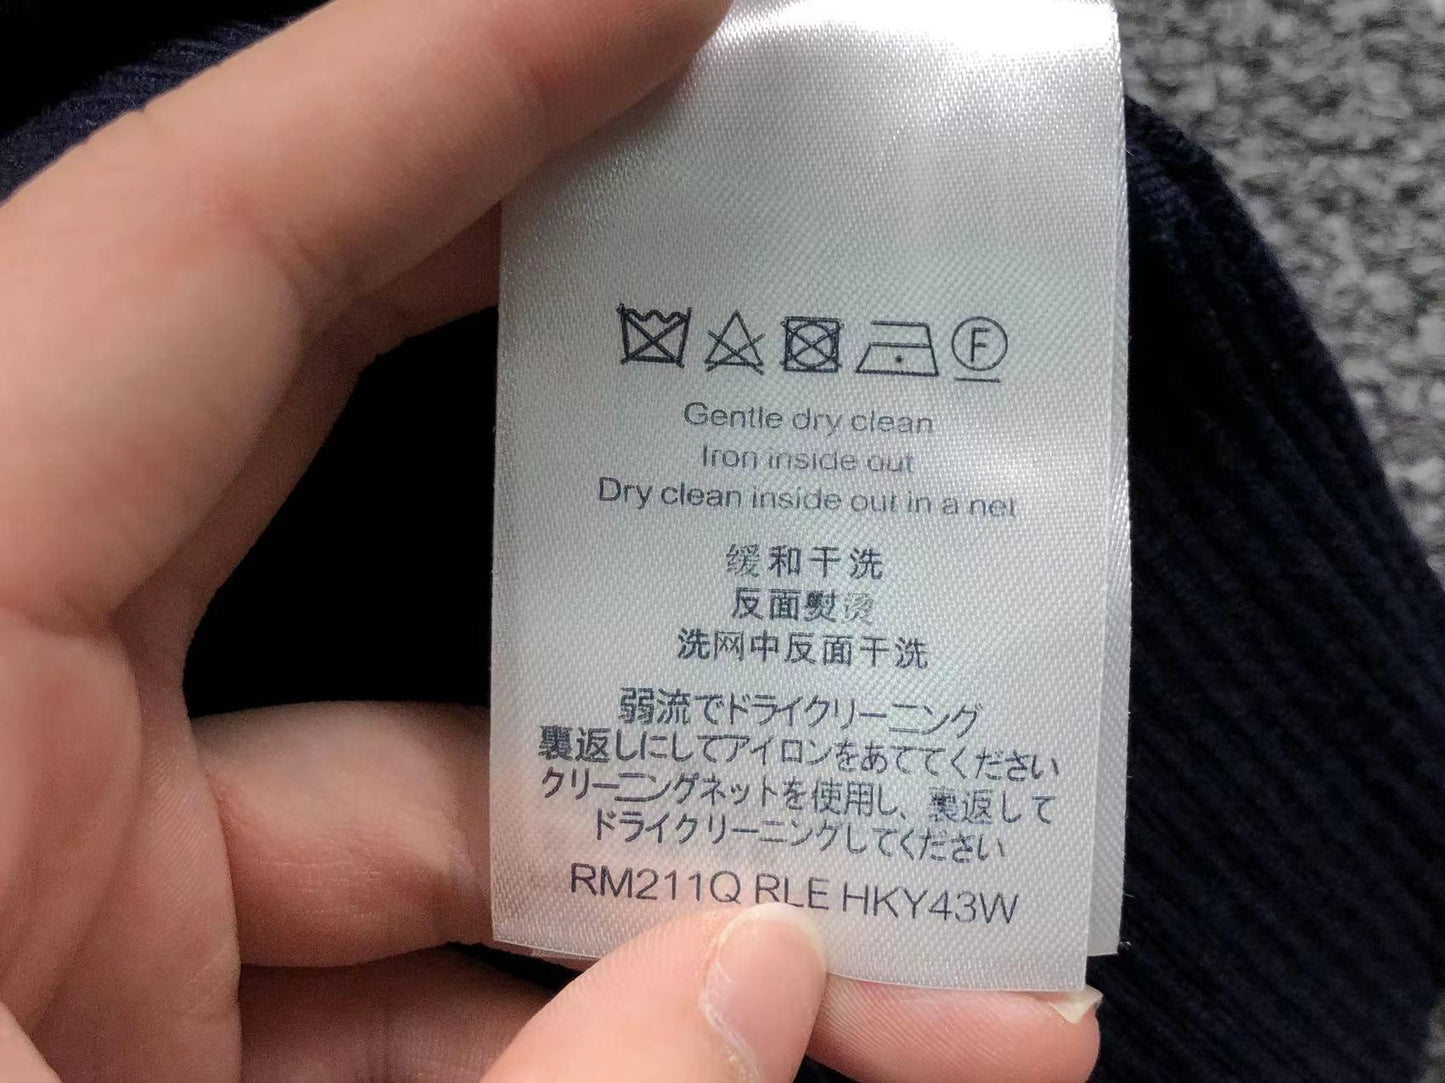 F
Gentle dry clean
Iron inside out
Dry clean inside out in a net
缓和干洗
反面熨烫
洗网中反面干洗
弱流でドライクリーニング
裏返しにしてアイロンをあててください
クリーニングネットを使用し、裏返して
ドライクリーニングしてください
RM211Q RLE HKY43W